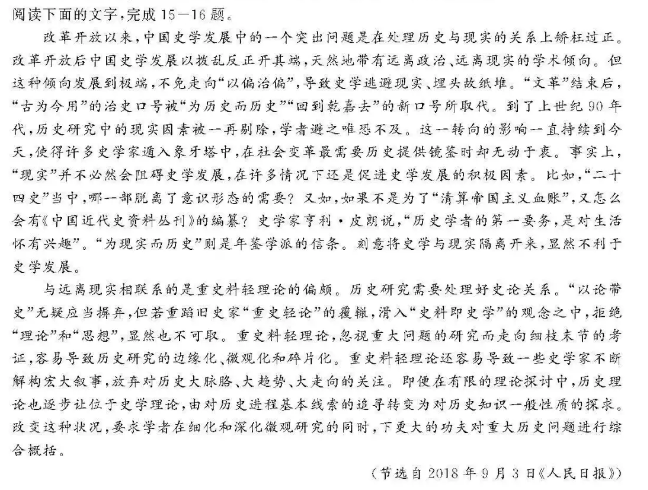 阅读下面的文字,完成15—16题。
改革开放以来,中国史学发展中的一个突出问题是在处理历史与现实的关系上矫枉过正。
改革开放后中国史学发展以拨乱反正开其端,天然地带有远离政治、远离现实的学术倾向。但
这种倾向发展到极端,不免走向“以偏治偏”,导致史学逃避现实、埋头故纸堆。“文革”结束后,
“古为今用”的治史口号被“为历史而历史”“回到乾嘉去”的新口号所取代。到了上世纪90年
代,历史研究中的现实因素被一再剔除,学者避之唯恐不及。这一转向的影响一直持续到今
天,使得许多史学家遁入象牙塔中,在社会变革最需要历史提供镜鉴时却无动于衷。事实上,
“现实”并不必然会阻碍史学发展,在许多情况下还是促进史学发展的积极因素。比如,“二十
四史”当中,哪一部脱离了意识形态的需要?又如,如果不是为了“清算帝国主义血账”,又怎么
会有《中国近代史资料丛刊》的编纂?史学家亨利·皮朗说,“历史学者的第一要务,是对生活
怀有兴趣”。“为现实而历史”则是年鉴学派的信条。刻意将史学与现实隔离开来,显然不利于
史学发展。
与远离现实相联系的是重史料轻理论的偏颇。历史研究需要处理好史论关系。“以论带
史”无疑应当摒弃,但若重蹈旧史家“重史轻论”的覆辙,滑入“史料即史学”的观念之中,拒绝
“理论”和“思想”,显然也不可取。重史料轻理论,忽视重大问题的研究而走向细枝末节的考
证,容易导致历史研究的边缘化、微观化和碎片化。重史料轻理论还容易导致一些史学家不断
解构宏大叙事,放弃对历史大脉络、大趋势、大走向的关注。即便在有限的理论探讨中,历史理
论也逐步让位于史学理论,由对历史进程基本线索的追寻转变为对历史知识一般性质的探求。
改变这种状况,要求学者在细化和深化微观研究的同时,下更大的功夫对重大历史问题进行综
合概括。
(节选自2018年9月3日《人民日报》)